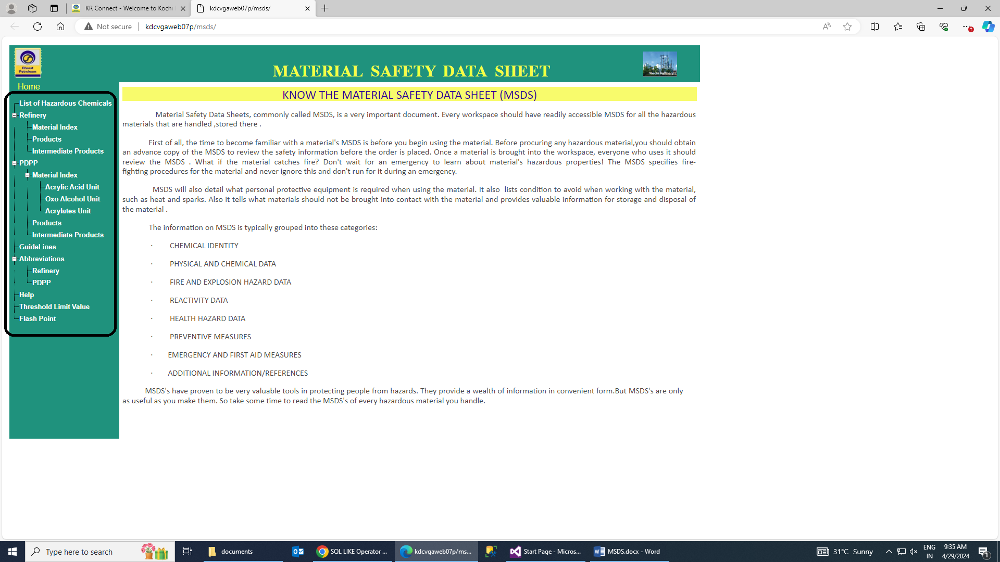 KR Connect - Welcome to Kochi
kdcvgaweb07p/msds/
Not secure
kdcvgaweb07p/msds/
Bharat
Petroleum
MATERIAL SAFETY DATA SHEET
Kochi Refinery
Home
List of Hazardous Chemicals
Refinery
Material Index
Products
Intermediate Products
PDPP
Material Index
Acrylic Acid Unit
Oxo Alcohol Unit
Acrylates Unit
Products
Intermediate Products
GuideLines
Abbreviations
Refinery
PDPP
Help
Threshold Limit Value
Flash Point
KNOW THE MATERIAL SAFETY DATA SHEET (MSDS)
Material Safety Data Sheets, commonly called MSDS, is a very important document. Every workspace should have readily accessible MSDS for all the hazardous
materials that are handled ,stored there .
First of all, the time to become familiar with a material's MSDS is before you begin using the material. Before procuring any hazardous material,you should obtain
an advance copy of the MSDS to review the safety information before the order is placed. Once a material is brought into the workspace, everyone who uses it should
review the MSDS . What if the material catches fire? Don't wait for an emergency to learn about material's hazardous properties! The MSDS specifies fire-
fighting procedures for the material and never ignore this and don't run for it during an emergency.
MSDS will also detail what personal protective equipment is required when using the material. It also lists condition to avoid when working with the material,
such as heat and sparks. Also it tells what materials should not be brought into contact with the material and provides valuable information for storage and disposal of
the material .
The information on MSDS is typically grouped into these categories:
· CHEMICAL IDENTITY
· PHYSICAL AND CHEMICAL DATA
· FIRE AND EXPLOSION HAZARD DATA
· REACTIVITY DATA
· HEALTH HAZARD DATA
· PREVENTIVE MEASURES
· EMERGENCY AND FIRST AID MEASURES
· ADDITIONAL INFORMATION/REFERENCES
MSDS's have proven to be very valuable tools in protecting people from hazards. They provide a wealth of information in convenient form.But MSDS's are only
as useful as you make them. So take some time to read the MSDS's of every hazardous material you handle.
Type here to search
documents
SQL LIKE Operator ...
kdcvgaweb07p/ms...
Start Page - Micros...
MSDS.docx - Word
31°C Sunny
ENG
IN
9:35 AM
4/29/2024
1